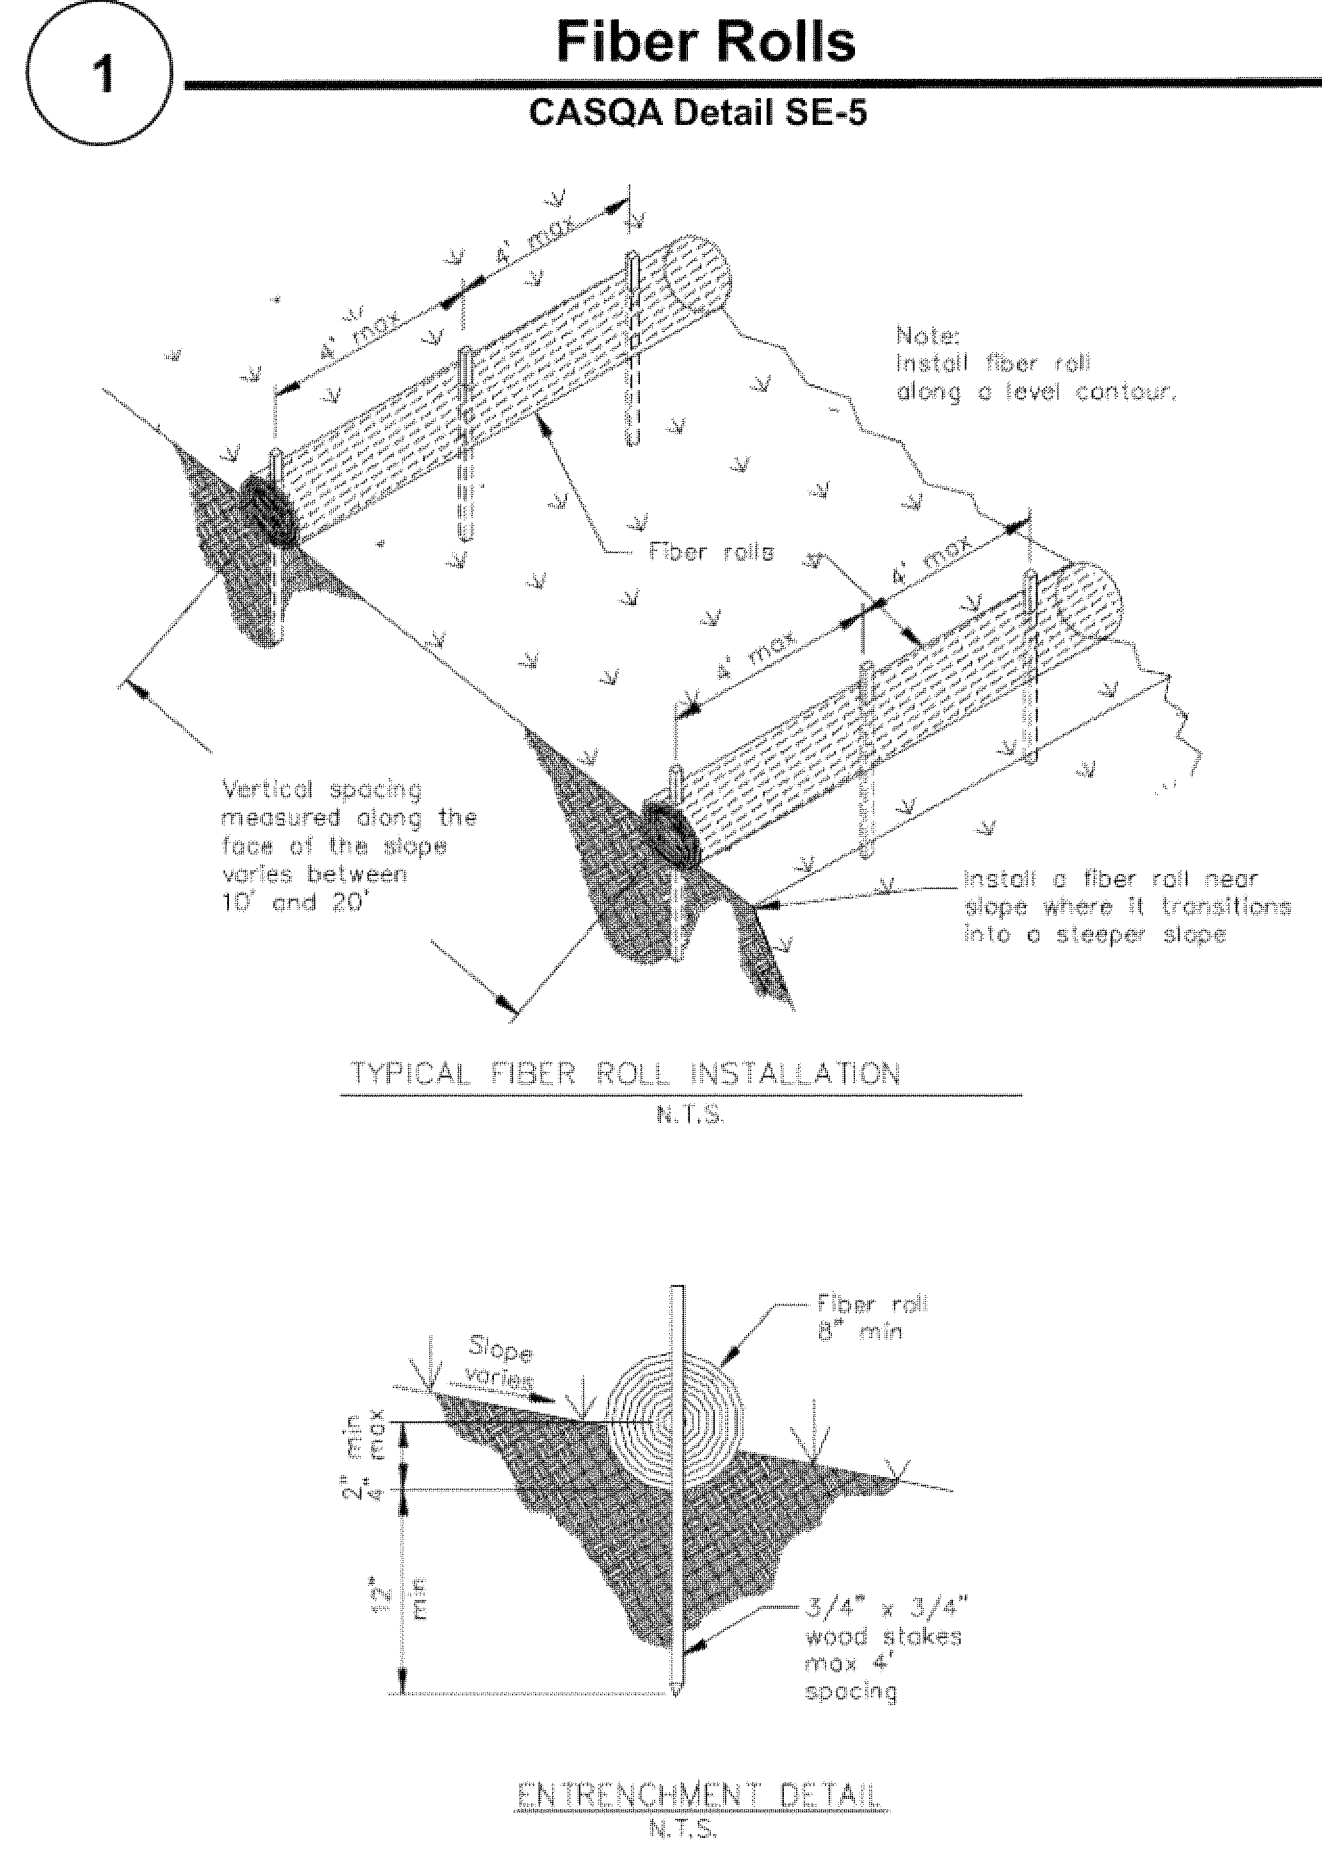 1
Fiber Rolls
CASQA Detail SE-5
4' max
4' max
Note:
Install fiber roll
along a level contour.
Fiber rolls
4' max
4' max
Vertical spacing
measured along the
face of the slope
varies between
10' and 20'
Install a fiber roll near
slope where it transitions
into a steeper slope
TYPICAL FIBER ROLL INSTALLATION
N.T.S.
Fiber roll
8" min
Slope
varies
2" min
4" max
12"
min
3/4" x 3/4"
wood stakes
max 4'
spacing
ENTRENCHMENT DETAIL
N.T.S.